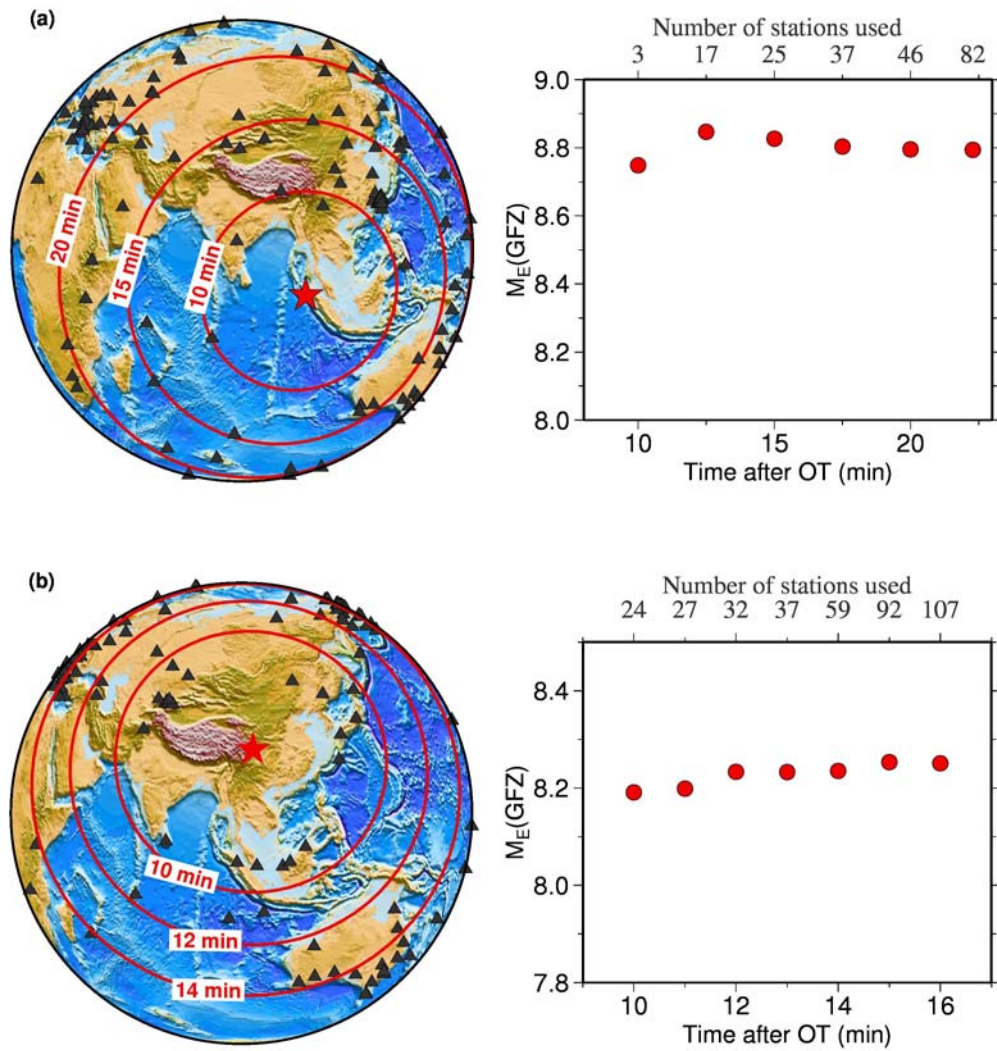 (a)
20 min
15 min
10 min
Number of stations used
3 17 25 37 46 82
9.0
8.8
8.6
8.4
8.2
8.0
M_E(GFZ)
10 15 20
Time after OT (min)
(b)
10 min
12 min
14 min
Number of stations used
24 27 32 37 59 92 107
8.4
8.2
8.0
7.8
M_E(GFZ)
10 12 14 16
Time after OT (min)